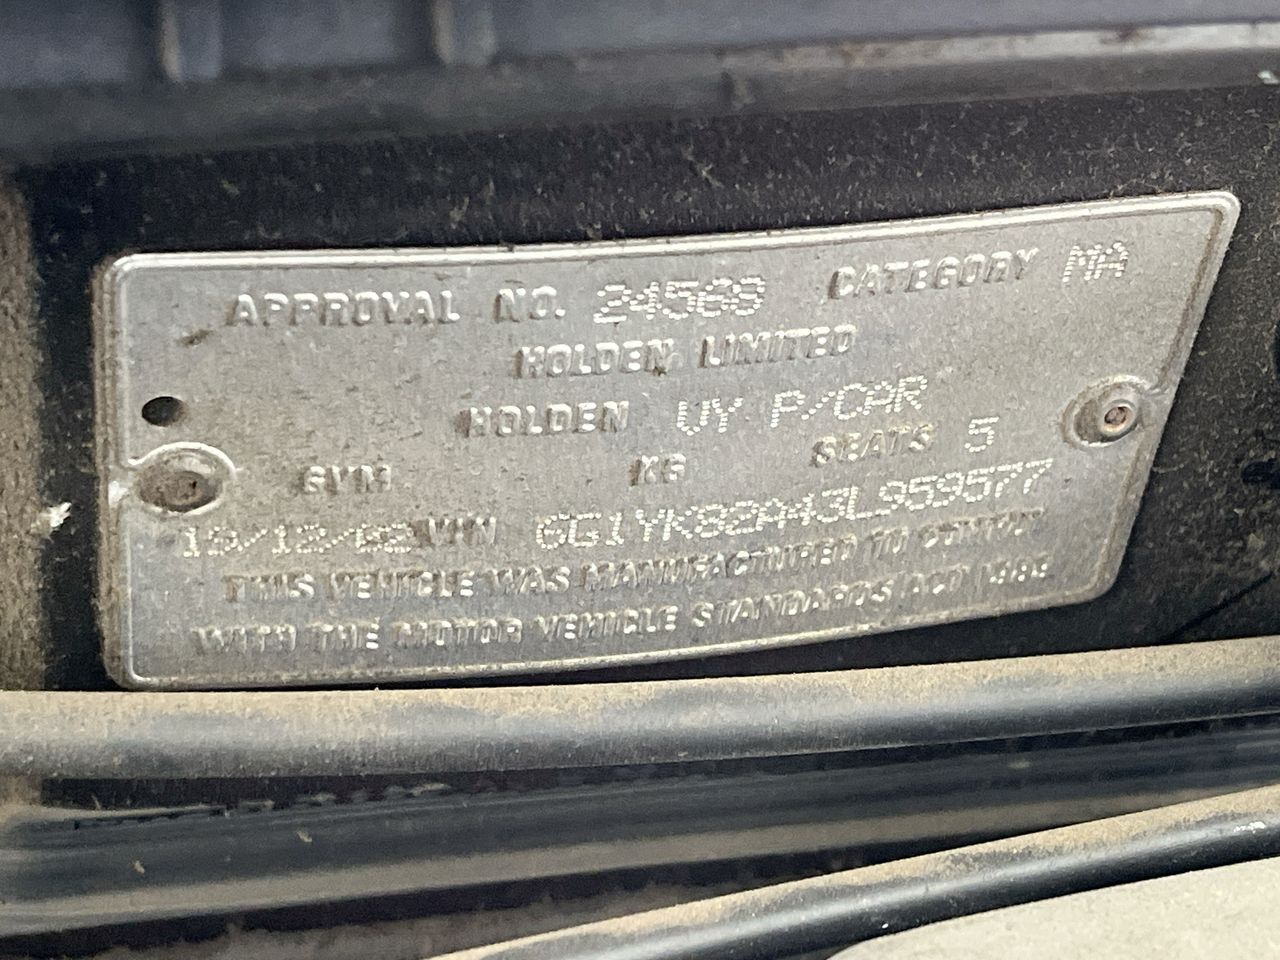 APPROVAL NO. 24568 CATEGORY MA
HOLDEN LIMITED
HOLDEN VY P/CAR
GVM KG SEATS 5
VIN 6G1YK82A43L959577
THIS VEHICLE WAS MANUFACTURED TO COMPLY
WITH THE MOTOR VEHICLE STANDARDS ACT 1989